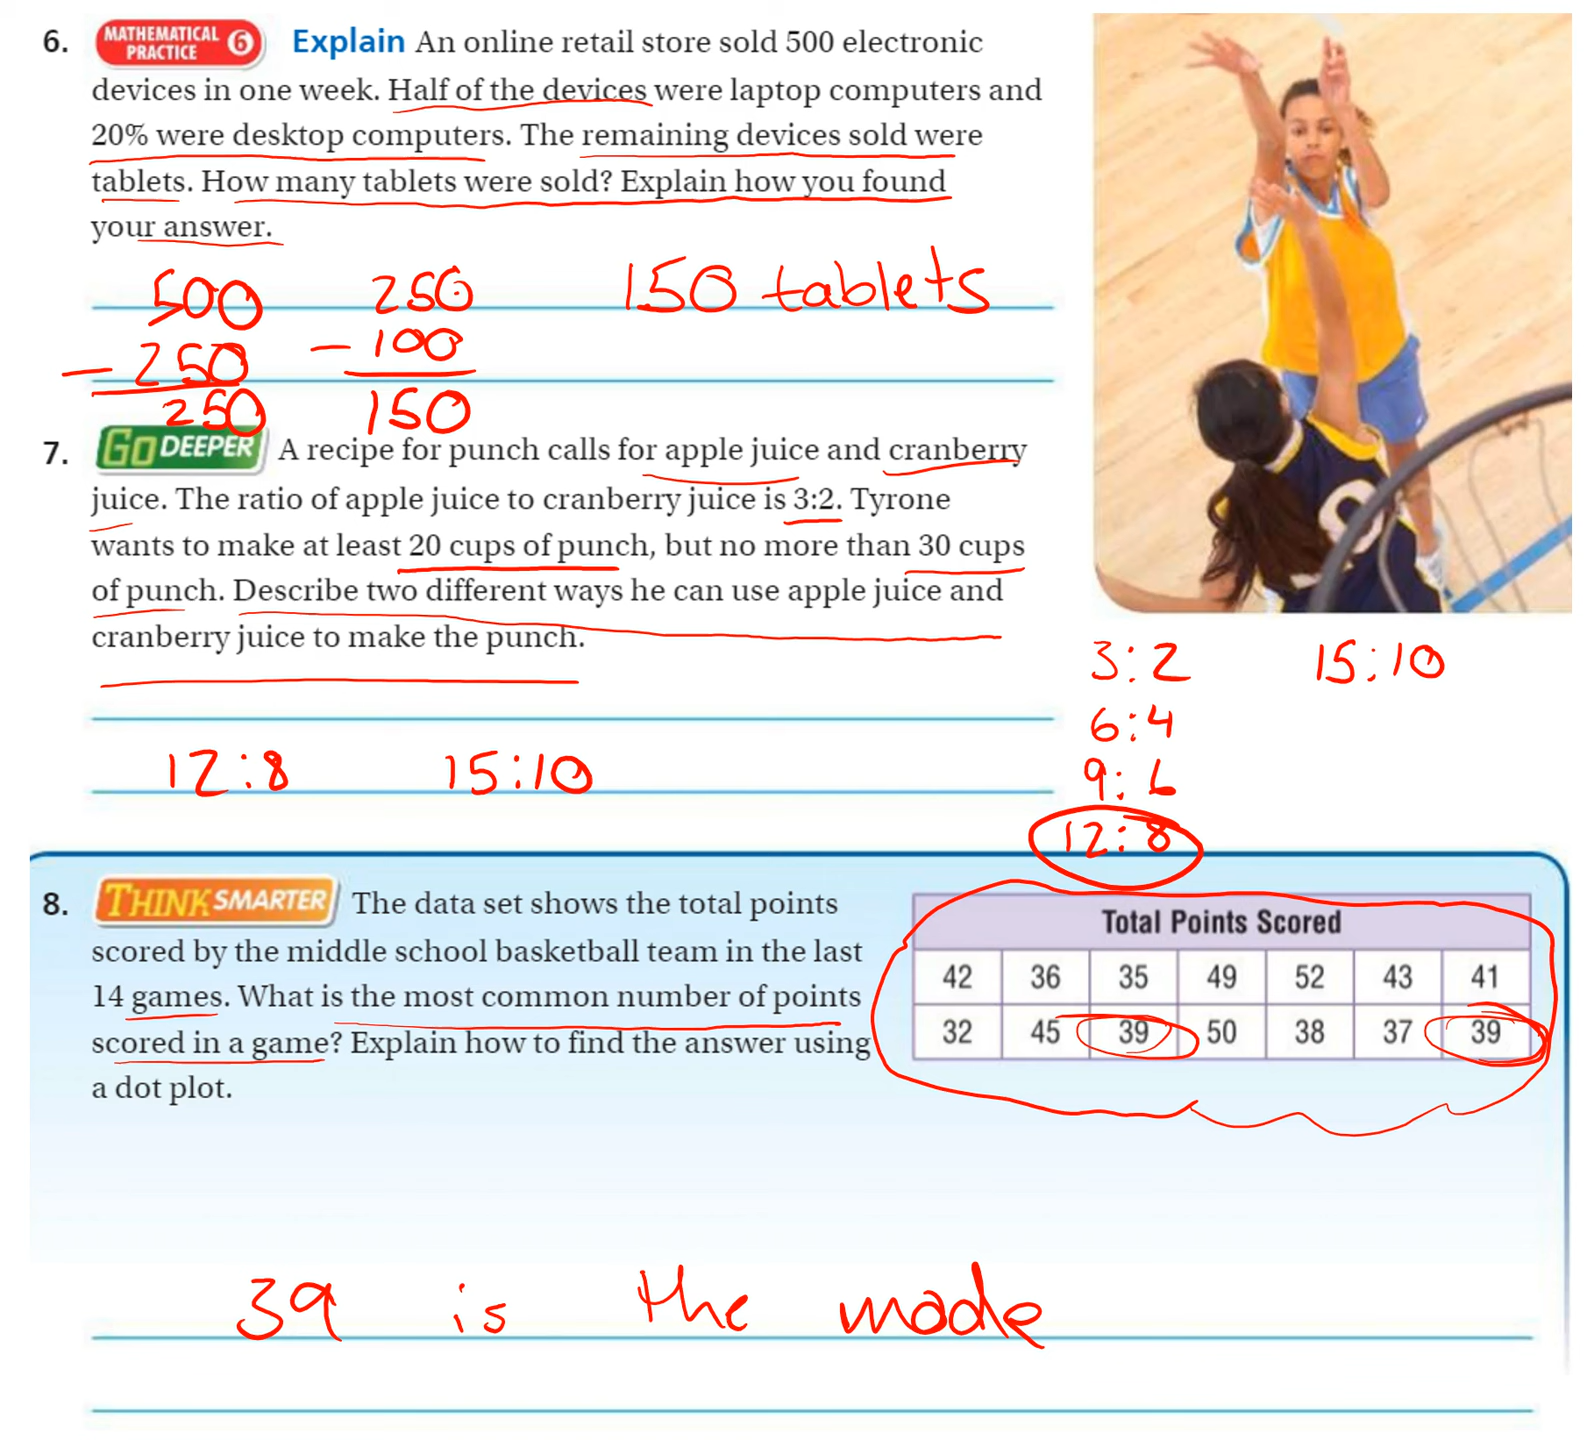 6. MATHEMATICAL PRACTICE 6 Explain An online retail store sold 500 electronic
devices in one week. Half of the devices were laptop computers and
20% were desktop computers. The remaining devices sold were
tablets. How many tablets were sold? Explain how you found
your answer.
500 250 150 tablets
- 250 - 100
250 150
7. GO DEEPER A recipe for punch calls for apple juice and cranberry
juice. The ratio of apple juice to cranberry juice is 3:2. Tyrone
wants to make at least 20 cups of punch, but no more than 30 cups
of punch. Describe two different ways he can use apple juice and
cranberry juice to make the punch.
3:2 15:10
6:4
9:6
12:8
12:8 15:10
8. THINK SMARTER The data set shows the total points
scored by the middle school basketball team in the last
14 games. What is the most common number of points
scored in a game? Explain how to find the answer using
a dot plot.
Total Points Scored
42 36 35 49 52 43 41
32 45 39 50 38 37 39
39 is the mode